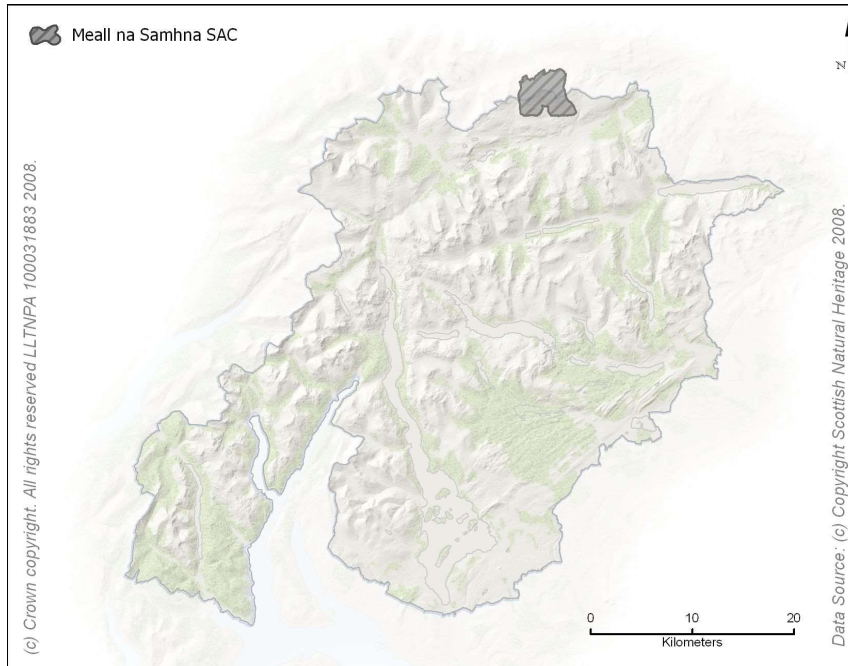 Meall na Samhna SAC
N
(c) Crown copyright. All rights reserved LLTNPA 100031883 2008.
Data Source: (c) Copyright Scottish Natural Heritage 2008.
0 10 20
Kilometers